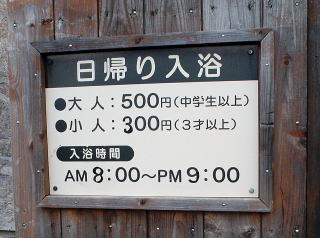 日帰り入浴
●大人：500円(中学生以上)
●小人：300円(3才以上)
入浴時間
AM 8：00～PM 9：00